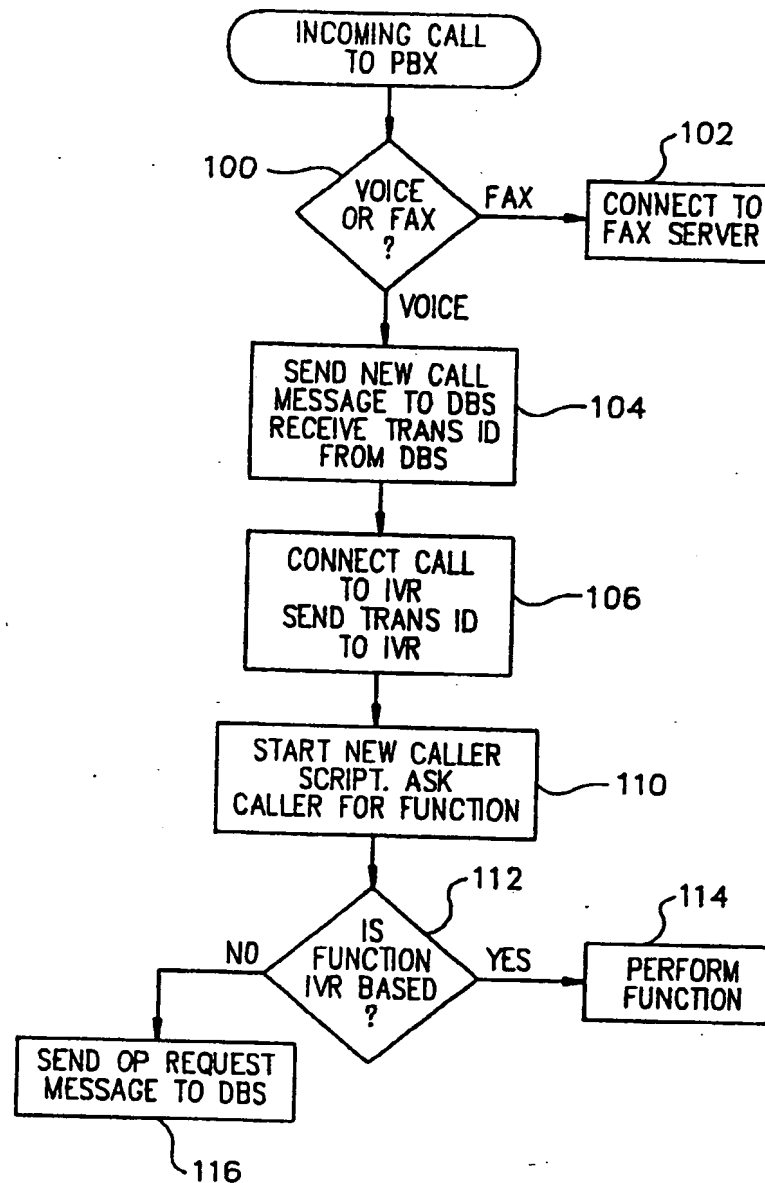 INCOMING CALL
TO PBX
100
VOICE
OR FAX
?
FAX
102
CONNECT TO
FAX SERVER
VOICE
SEND NEW CALL
MESSAGE TO DBS
RECEIVE TRANS ID
FROM DBS
104
CONNECT CALL
TO IVR
SEND TRANS ID
TO IVR
106
START NEW CALLER
SCRIPT. ASK
CALLER FOR FUNCTION
110
112
IS
FUNCTION
IVR BASED
?
NO
YES
114
PERFORM
FUNCTION
SEND OP REQUEST
MESSAGE TO DBS
116